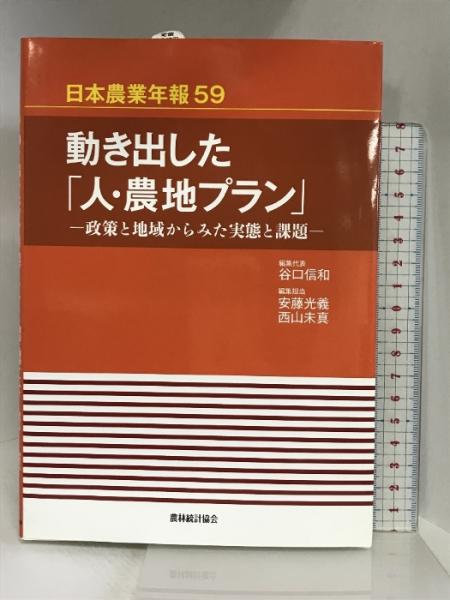 日本農業年報59
動き出した
「人・農地プラン」
―政策と地域からみた実態と課題―
編集代表
谷口信和
編集担当
安藤光義
西山未真
農林統計協会